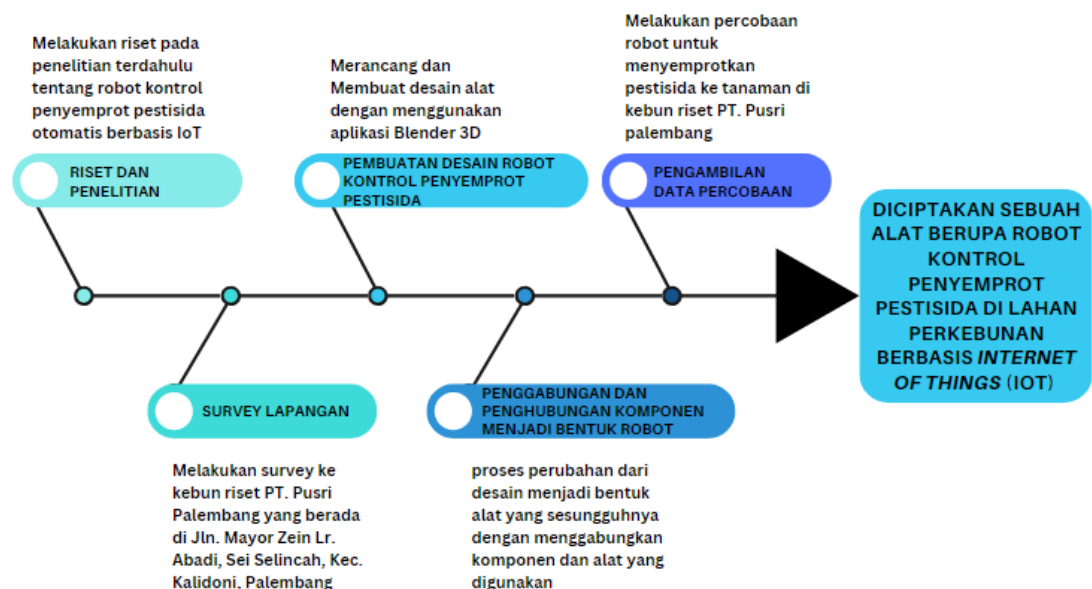 Melakukan riset pada
penelitian terdahulu
tentang robot kontrol
penyemprot pestisida
otomatis berbasis IoT
RISET DAN
PENELITIAN
Merancang dan
Membuat desain alat
dengan menggunakan
aplikasi Blender 3D
PEMBUATAN DESAIN ROBOT
KONTROL PENYEMPROT
PESTISIDA
Melakukan percobaan
robot untuk
menyemprotkan
pestisida ke tanaman di
kebun riset PT. Pusri
palembang
PENGAMBILAN
DATA PERCOBAAN
DICIPTAKAN SEBUAH
ALAT BERUPA ROBOT
KONTROL
PENYEMPROT
PESTISIDA DI LAHAN
PERKEBUNAN
BERBASIS INTERNET
OF THINGS (IOT)
SURVEY LAPANGAN
Melakukan survey ke
kebun riset PT. Pusri
Palembang yang berada
di Jln. Mayor Zein Lr.
Abadi, Sei Selincah, Kec.
Kalidoni, Palembang
PENGGABUNGAN DAN
PENGHUBUNGAN KOMPONEN
MENJADI BENTUK ROBOT
proses perubahan dari
desain menjadi bentuk
alat yang sesungguhnya
dengan menggabungkan
komponen dan alat yang
digunakan